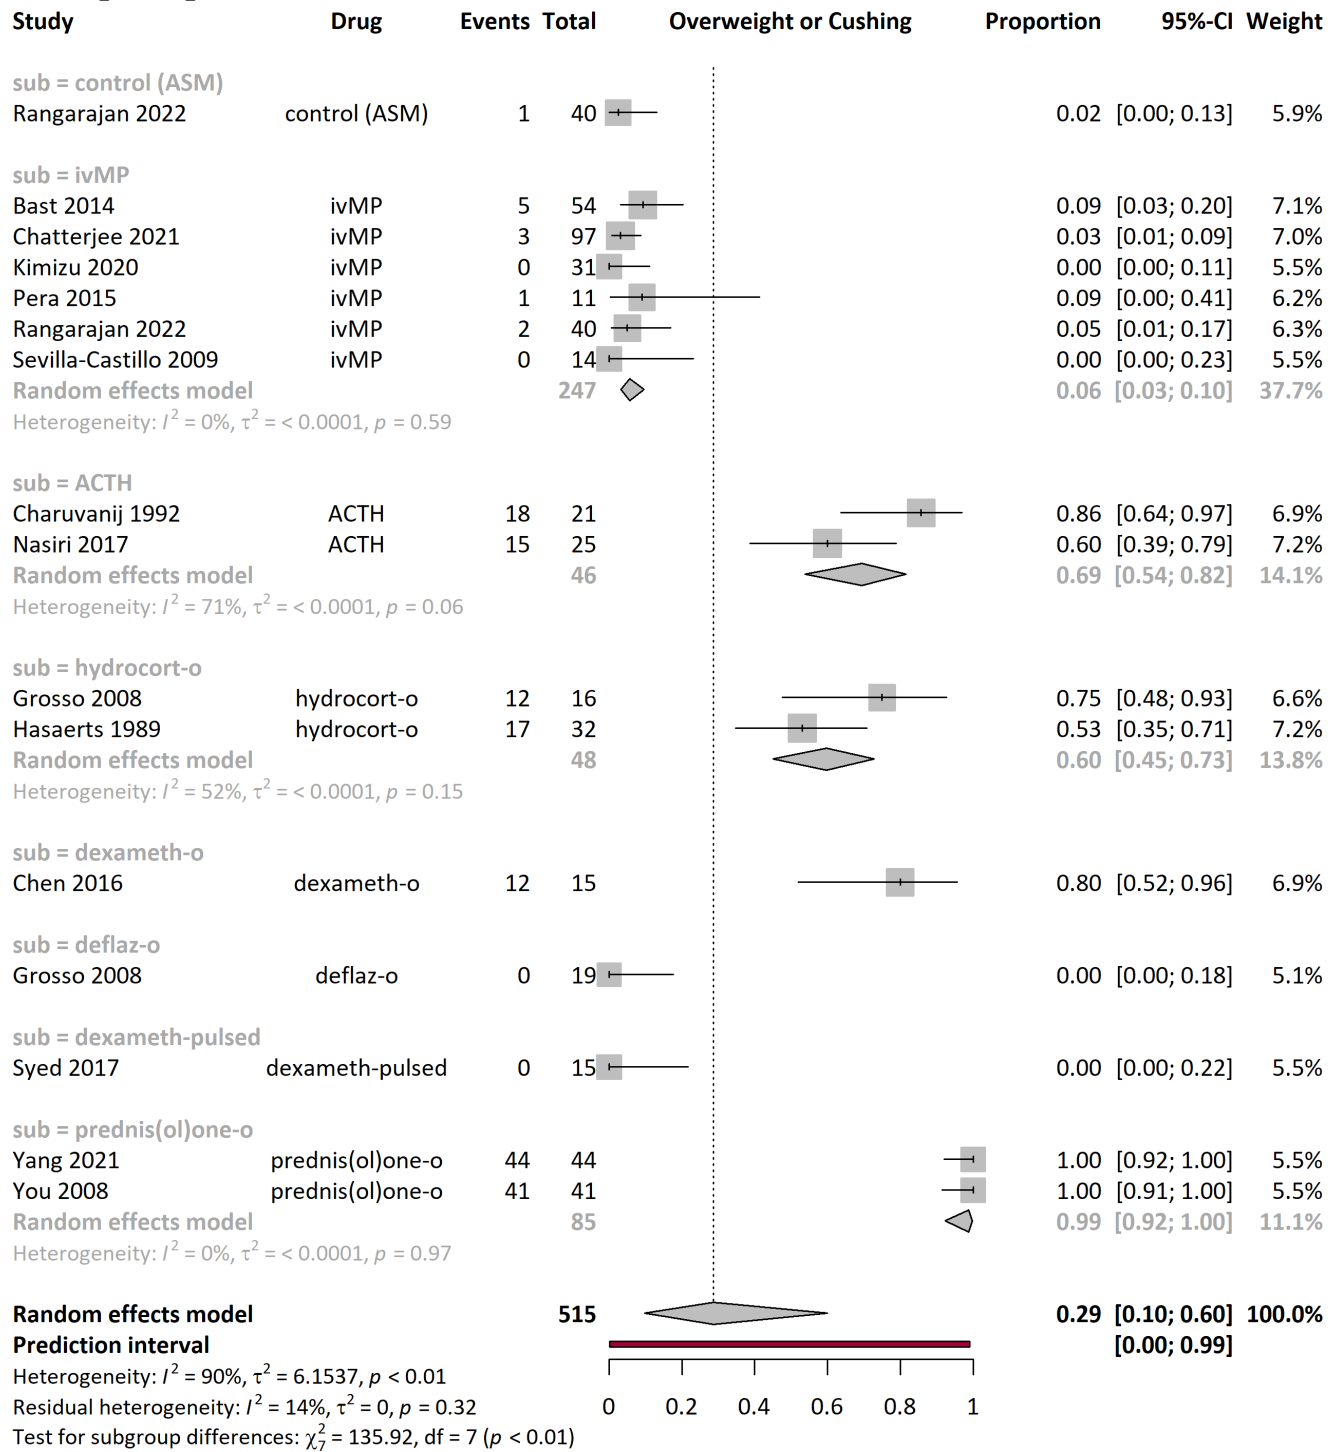 Study Drug Events Total Overweight or Cushing Proportion 95%-CI Weight
sub = control (ASM)
Rangarajan 2022 control (ASM) 1 40 0.02 [0.00; 0.13] 5.9%
sub = ivMP
Bast 2014 ivMP 5 54 0.09 [0.03; 0.20] 7.1%
Chatterjee 2021 ivMP 3 97 0.03 [0.01; 0.09] 7.0%
Kimizu 2020 ivMP 0 31 0.00 [0.00; 0.11] 5.5%
Pera 2015 ivMP 1 11 0.09 [0.00; 0.41] 6.2%
Rangarajan 2022 ivMP 2 40 0.05 [0.01; 0.17] 6.3%
Sevilla-Castillo 2009 ivMP 0 14 0.00 [0.00; 0.23] 5.5%
Random effects model 247 0.06 [0.03; 0.10] 37.7%
Heterogeneity: I² = 0%, τ² = < 0.0001, p = 0.59
sub = ACTH
Charuvanij 1992 ACTH 18 21 0.86 [0.64; 0.97] 6.9%
Nasiri 2017 ACTH 15 25 0.60 [0.39; 0.79] 7.2%
Random effects model 46 0.69 [0.54; 0.82] 14.1%
Heterogeneity: I² = 71%, τ² = < 0.0001, p = 0.06
sub = hydrocort-o
Grosso 2008 hydrocort-o 12 16 0.75 [0.48; 0.93] 6.6%
Hasaerts 1989 hydrocort-o 17 32 0.53 [0.35; 0.71] 7.2%
Random effects model 48 0.60 [0.45; 0.73] 13.8%
Heterogeneity: I² = 52%, τ² = < 0.0001, p = 0.15
sub = dexameth-o
Chen 2016 dexameth-o 12 15 0.80 [0.52; 0.96] 6.9%
sub = deflaz-o
Grosso 2008 deflaz-o 0 19 0.00 [0.00; 0.18] 5.1%
sub = dexameth-pulsed
Syed 2017 dexameth-pulsed 0 15 0.00 [0.00; 0.22] 5.5%
sub = prednis(ol)one-o
Yang 2021 prednis(ol)one-o 44 44 1.00 [0.92; 1.00] 5.5%
You 2008 prednis(ol)one-o 41 41 1.00 [0.91; 1.00] 5.5%
Random effects model 85 0.99 [0.92; 1.00] 11.1%
Heterogeneity: I² = 0%, τ² = < 0.0001, p = 0.97
Random effects model 515 0.29 [0.10; 0.60] 100.0%
Prediction interval [0.00; 0.99]
Heterogeneity: I² = 90%, τ² = 6.1537, p < 0.01
Residual heterogeneity: I² = 14%, τ² = 0, p = 0.32
0 0.2 0.4 0.6 0.8 1
Test for subgroup differences: χ²₇ = 135.92, df = 7 (p < 0.01)